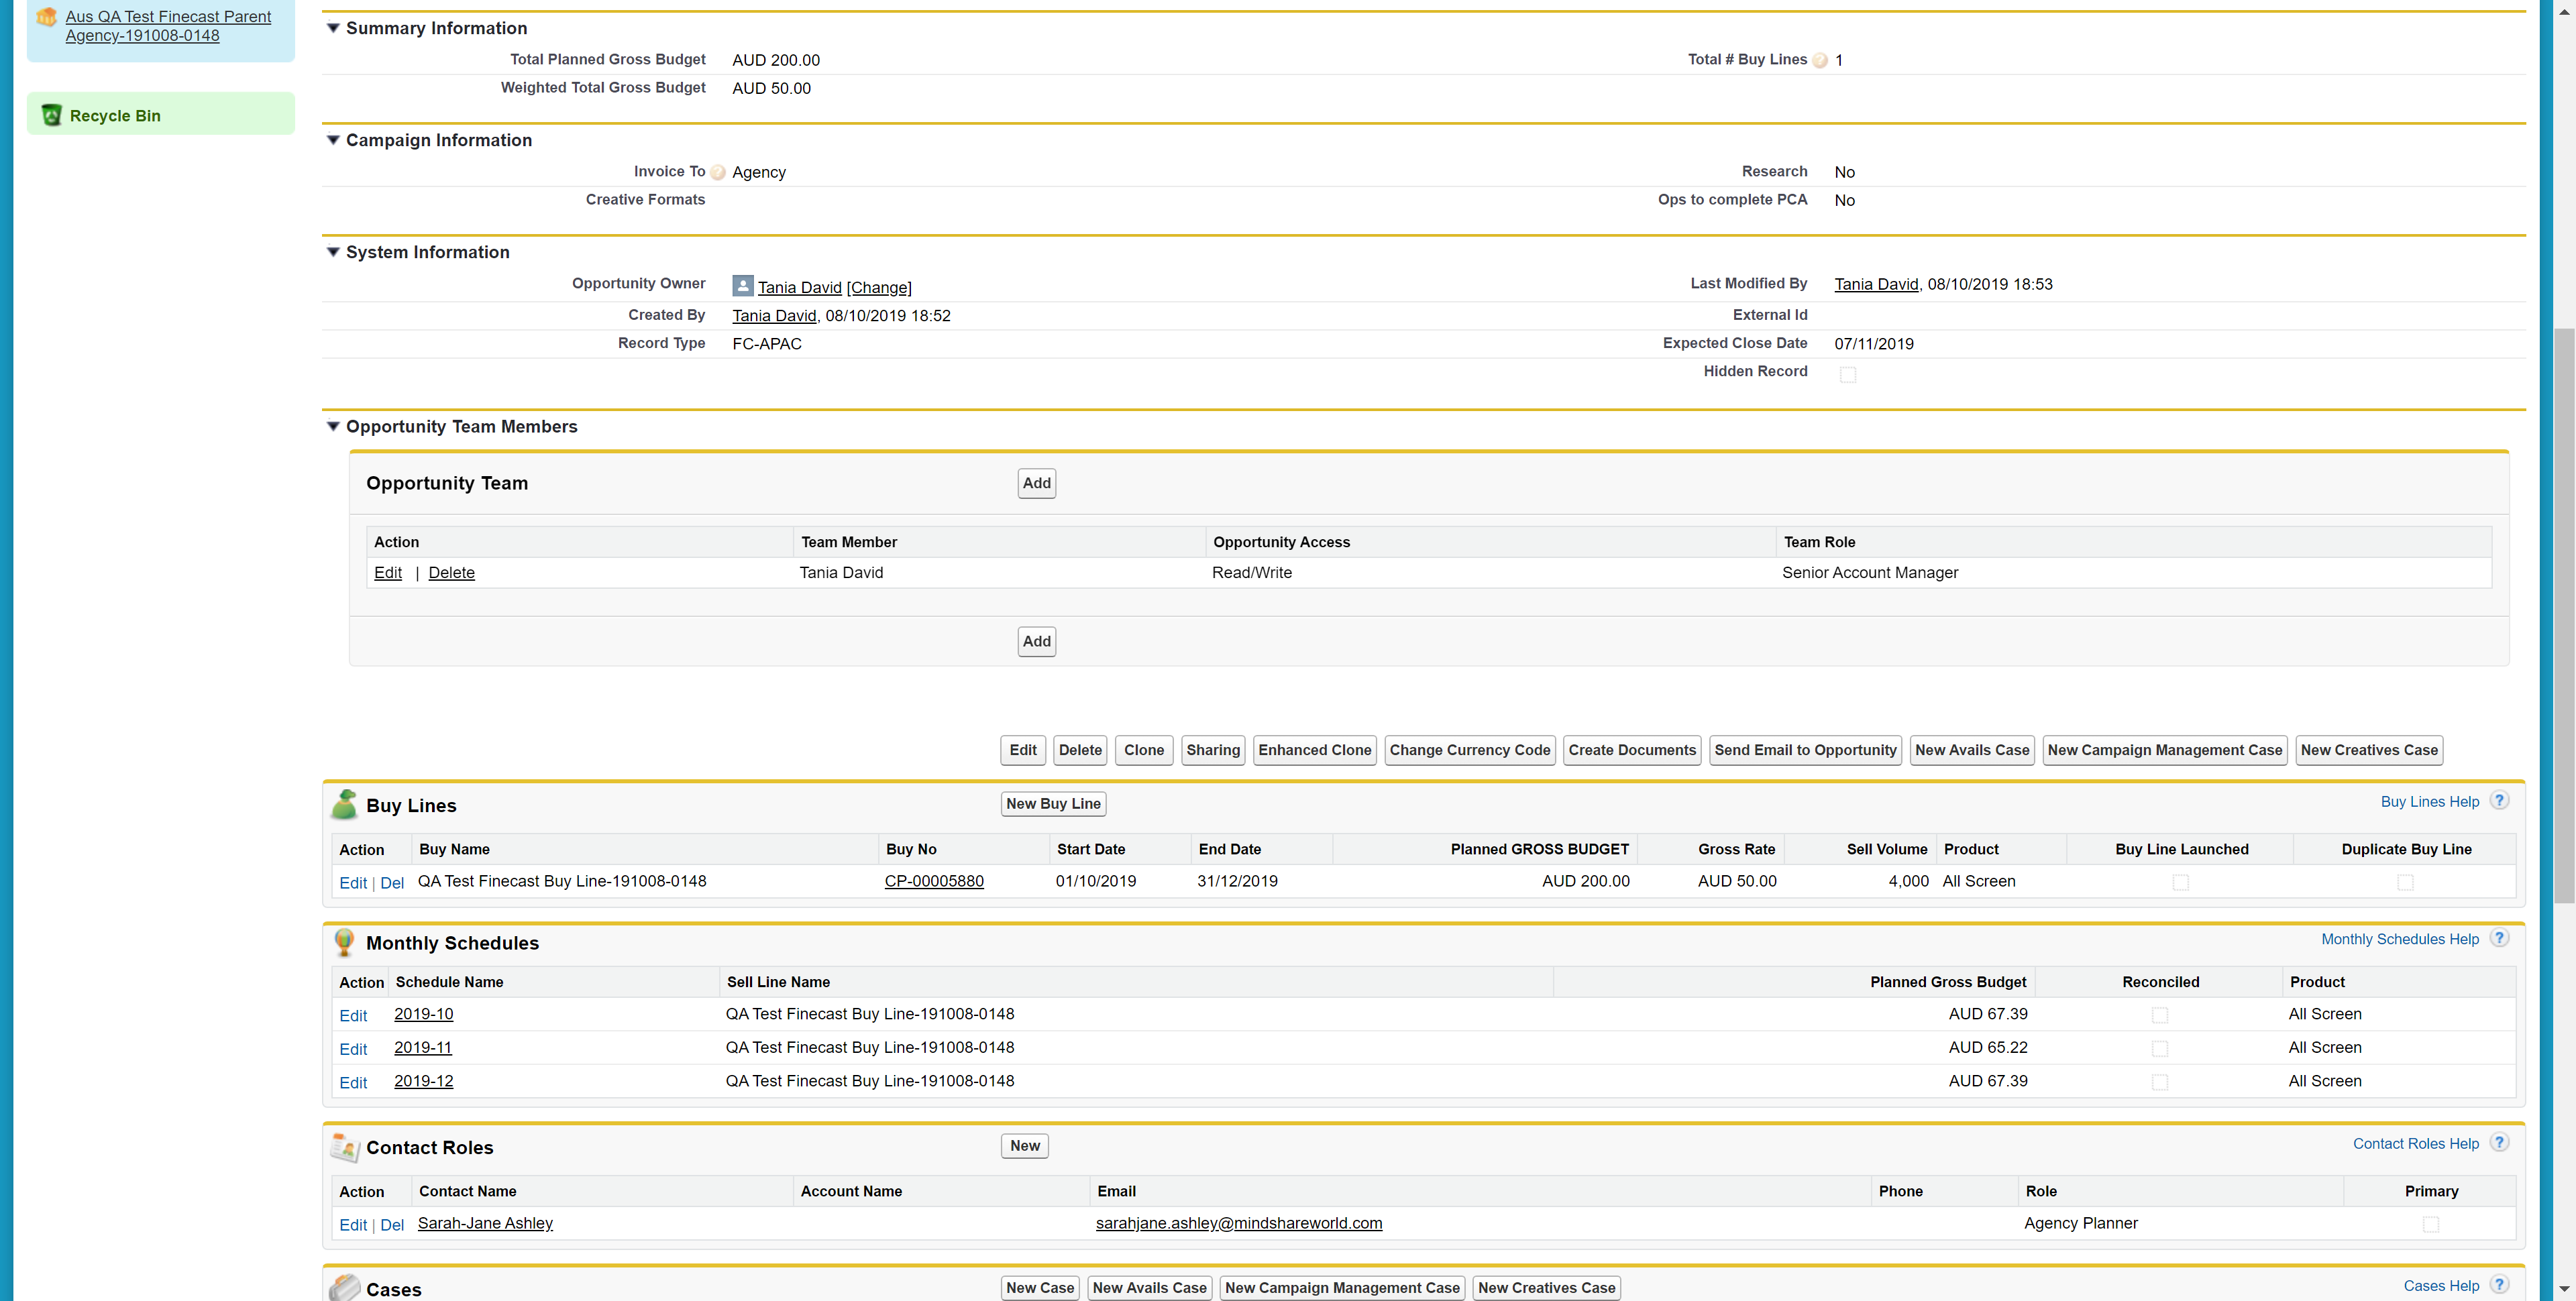 Aus QA Test Finecast Parent
Agency-191008-0148
Recycle Bin
Summary Information
Total Planned Gross Budget AUD 200.00 Total # Buy Lines 1
Weighted Total Gross Budget AUD 50.00
Campaign Information
Invoice To Agency Research No
Creative Formats Ops to complete PCA No
System Information
Opportunity Owner Tania David [Change] Last Modified By Tania David, 08/10/2019 18:53
Created By Tania David, 08/10/2019 18:52 External Id
Record Type FC-APAC Expected Close Date 07/11/2019
Hidden Record
Opportunity Team Members
Opportunity Team Add
Action Team Member Opportunity Access Team Role
Edit | Delete Tania David Read/Write Senior Account Manager
Add
Edit Delete Clone Sharing Enhanced Clone Change Currency Code Create Documents Send Email to Opportunity New Avails Case New Campaign Management Case New Creatives Case
Buy Lines New Buy Line Buy Lines Help ?
Action Buy Name Buy No Start Date End Date Planned GROSS BUDGET Gross Rate Sell Volume Product Buy Line Launched Duplicate Buy Line
Edit | Del QA Test Finecast Buy Line-191008-0148 CP-00005880 01/10/2019 31/12/2019 AUD 200.00 AUD 50.00 4,000 All Screen
Monthly Schedules Monthly Schedules Help ?
Action Schedule Name Sell Line Name Planned Gross Budget Reconciled Product
Edit 2019-10 QA Test Finecast Buy Line-191008-0148 AUD 67.39 All Screen
Edit 2019-11 QA Test Finecast Buy Line-191008-0148 AUD 65.22 All Screen
Edit 2019-12 QA Test Finecast Buy Line-191008-0148 AUD 67.39 All Screen
Contact Roles New Contact Roles Help ?
Action Contact Name Account Name Email Phone Role Primary
Edit | Del Sarah-Jane Ashley sarahjane.ashley@mindshareworld.com Agency Planner
Cases New Case New Avails Case New Campaign Management Case New Creatives Case Cases Help ?